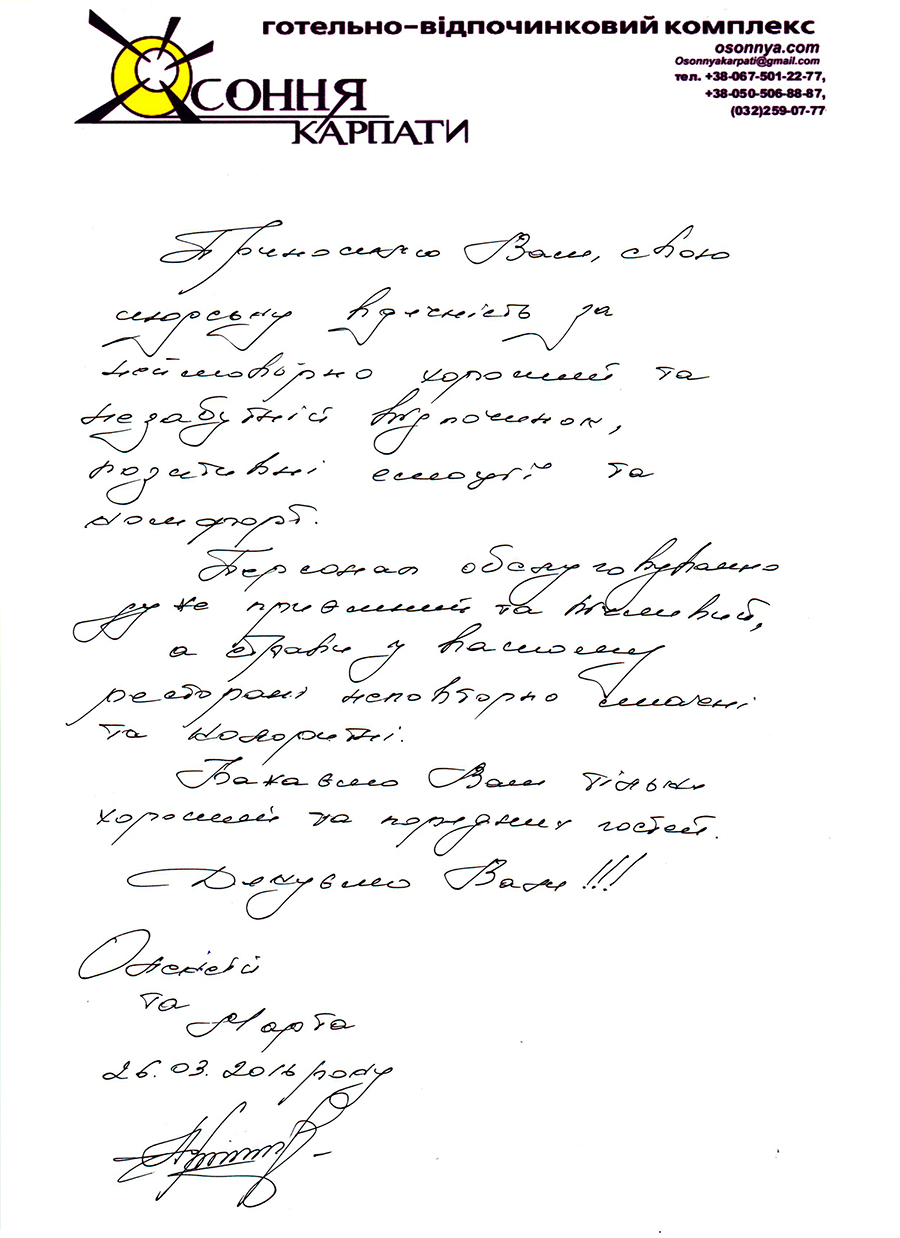 готельно-відпочинковий комплекс
osonnya.com
Osonnyakarpati@gmail.com
тел. +38-067-501-22-77,
+38-050-506-88-87,
(032)259-07-77
ОСОННЯ
КАРПАТИ
Приносимо Вам, свою
щиру вдячність за
неймовірно хороший та
незабутній відпочинок,
позитивні емоції та
комфорт.
Персонал обслуговування
дуже приємний та ввічливий,
а страви у вашому
ресторані неповторно смачні
та колоритні.
Бажаємо Вам тільки
хороший та порядних гостей.
Дякуємо Вам!!!
Олексій
та
Марта
26.03.2016 року